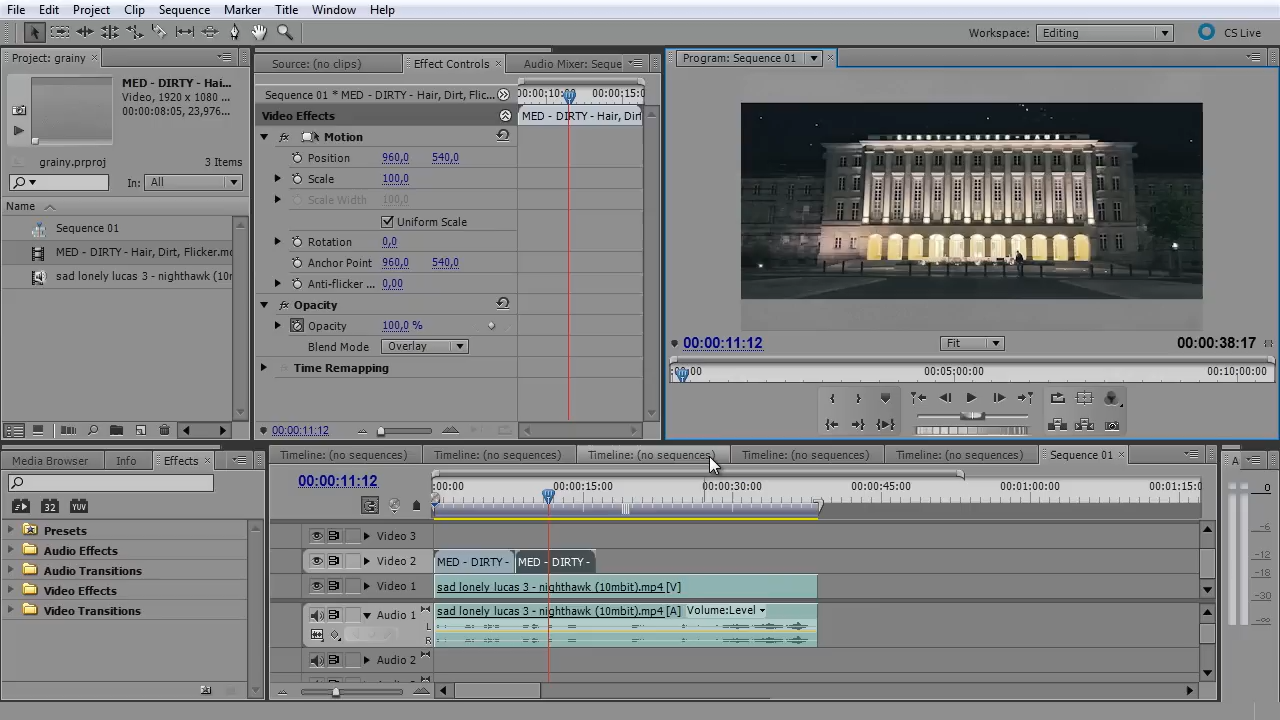 File Project Clip Sequence Marker Title Window Help
Workspace: Editing CS Live
Project: grainy
MED - DIRTY - Hai...
Video, 1920 x 1080 ...
00:00:08:05, 23,976...
grainy.prproj 3 Items
In: All
Name
Sequence 01
MED - DIRTY - Hair, Dirt, Flicker.mo
sad lonely lucas 3 - nighthawk (10m
Source: (no clips) Effect Controls Audio Mixer: Seque
Sequence 01 * MED - DIRTY - Hair, Dirt, Flic...
00:00:10:00 00:00:15:0
Video Effects
MED - DIRTY - Hair, Dirt
Motion
Position 960,0 540,0
Scale 100,0
Scale Width 100,0
Uniform Scale
Rotation 0,0
Anchor Point 960,0 540,0
Anti-flicker ... 0,00
Opacity
Opacity 100,0 %
Blend Mode Overlay
Time Remapping
00:00:11:12
Program: Sequence 01
00:00:11:12 Fit 00:00:38:17
00:00 00:05:00:00 00:10:00:00
Media Browser Info Effects
32 YUV
Presets
Audio Effects
Audio Transitions
Video Effects
Video Transitions
Timeline: (no sequences) Timeline: (no sequences) Timeline: (no sequences) Timeline: (no sequences) Timeline: (no sequences) Sequence 01
00:00:11:12
:00:00 00:00:15:00 00:00:30:00 00:00:45:00 00:01:00:00 00:01:15:0
Video 3
Video 2 MED - DIRTY - MED - DIRTY -
Video 1 sad lonely lucas 3 - nighthawk (10mbit).mp4 [V]
Audio 1 sad lonely lucas 3 - nighthawk (10mbit).mp4 [A] Volume:Level
L
R
Audio 2
A
0
-6
-12
-18
-30
-∞